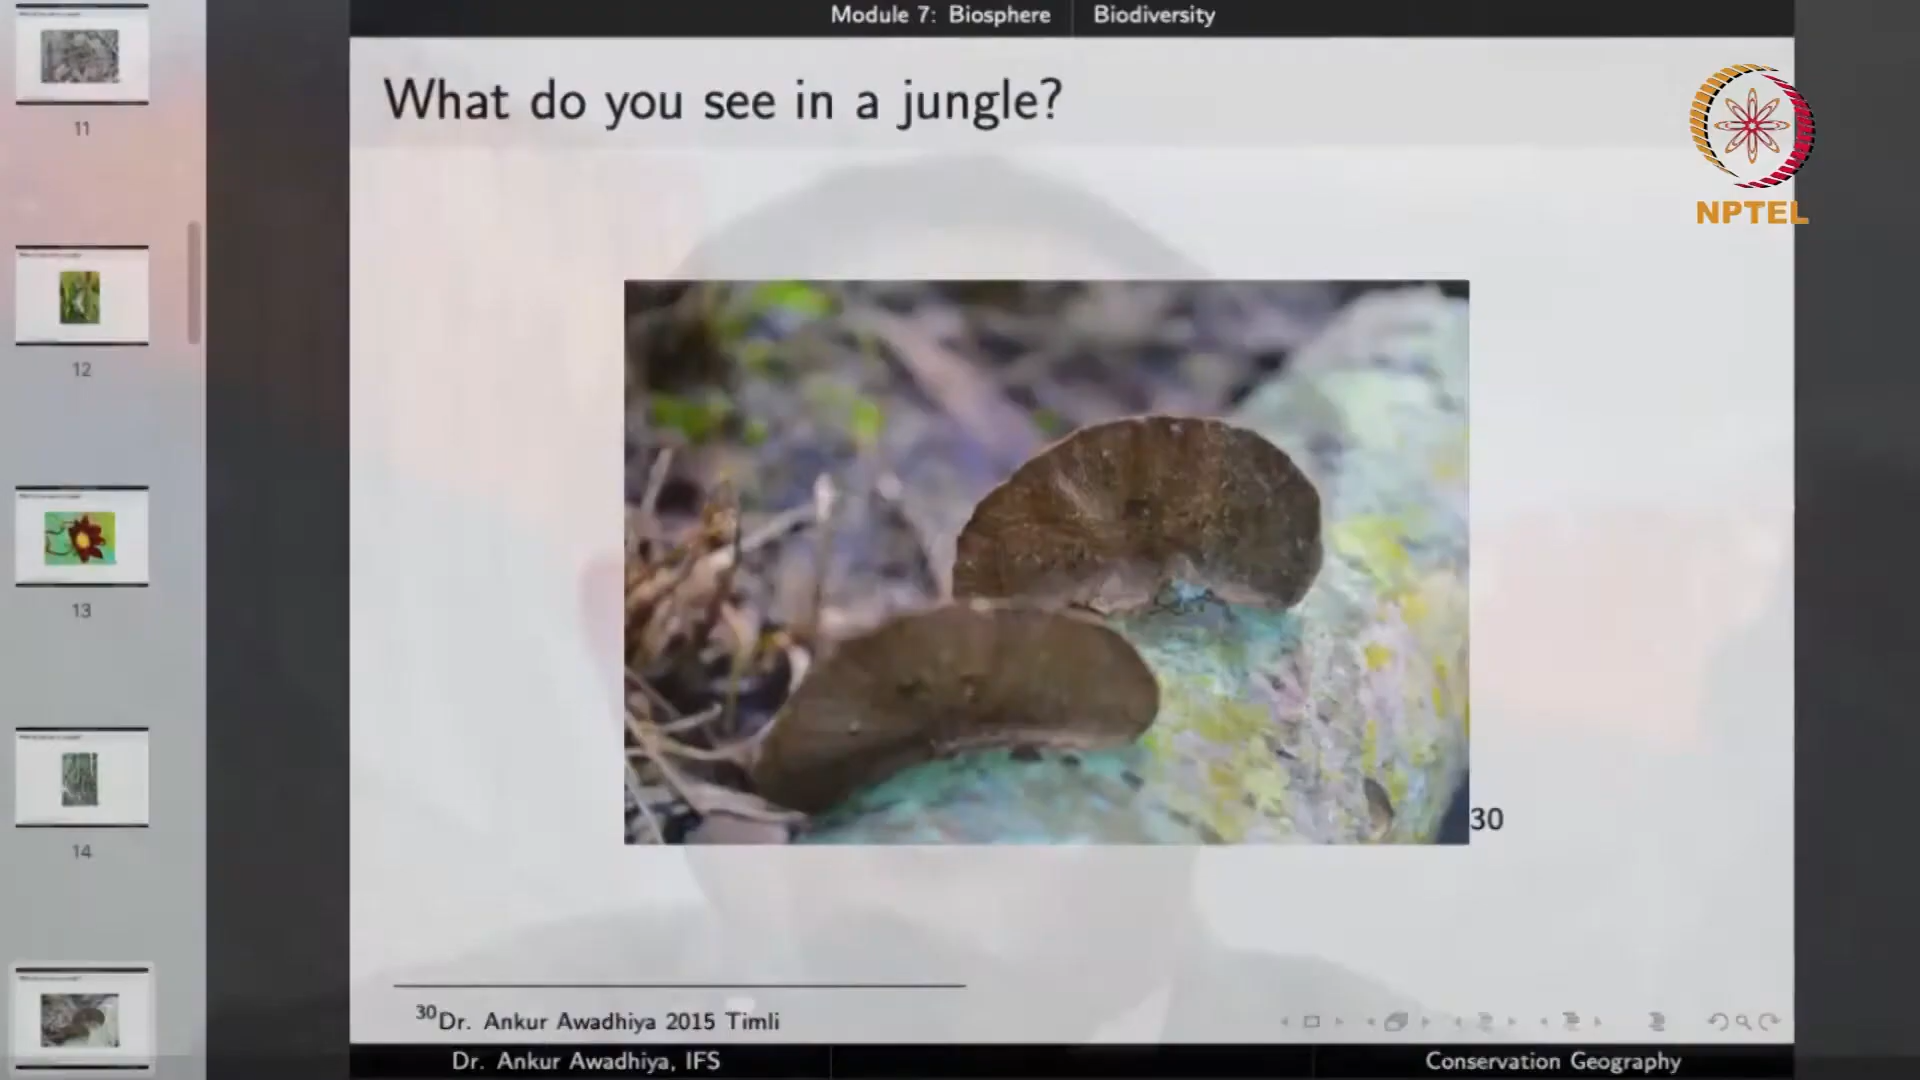 Module 7: Biosphere Biodiversity
What do you see in a jungle?
NPTEL
11
12
13
14
30
30Dr. Ankur Awadhiya 2015 Timli
Dr. Ankur Awadhiya, IFS Conservation Geography